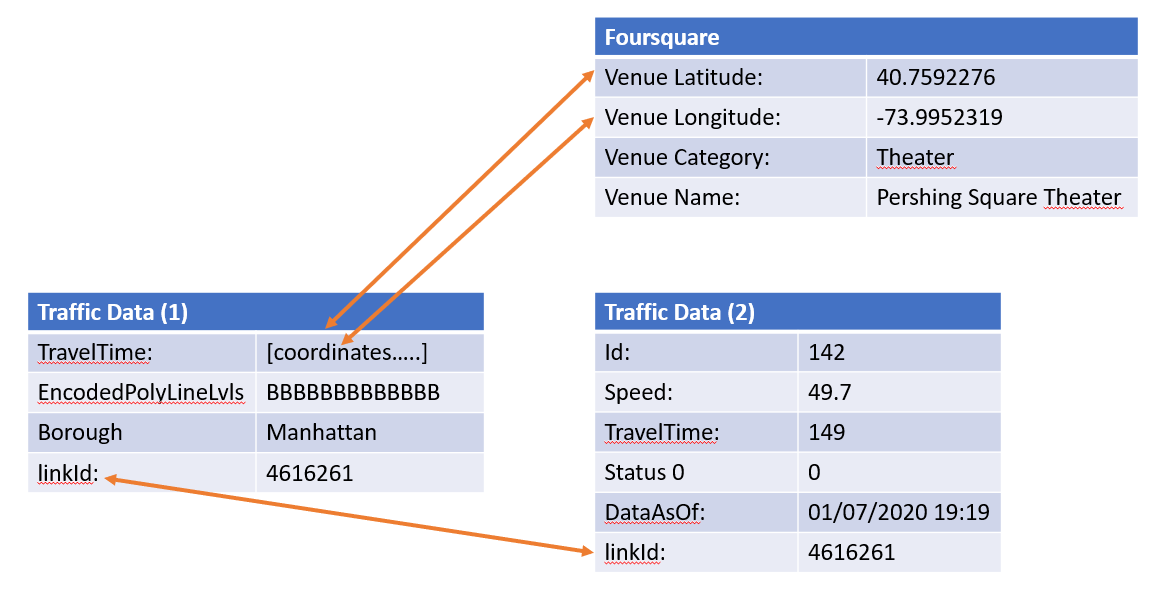 Foursquare
Venue Latitude: 40.7592276
Venue Longitude: -73.9952319
Venue Category: Theater
Venue Name: Pershing Square Theater
Traffic Data (1)
TravelTime: [coordinates.....]
EncodedPolyLineLvls BBBBBBBBBBBBB
Borough Manhattan
linkId: 4616261
Traffic Data (2)
Id: 142
Speed: 49.7
TravelTime: 149
Status 0 0
DataAsOf: 01/07/2020 19:19
linkId: 4616261